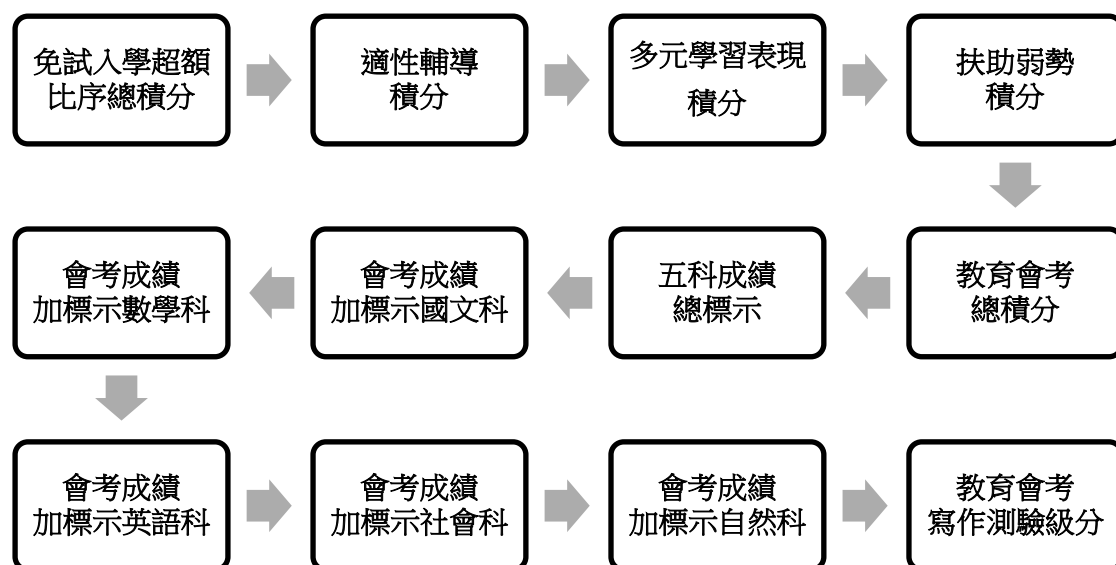 免試入學超額
比序總積分
適性輔導
積分
多元學習表現
積分
扶助弱勢
積分
教育會考
總積分
五科成績
總標示
會考成績
加標示國文科
會考成績
加標示數學科
會考成績
加標示英語科
會考成績
加標示社會科
會考成績
加標示自然科
教育會考
寫作測驗級分